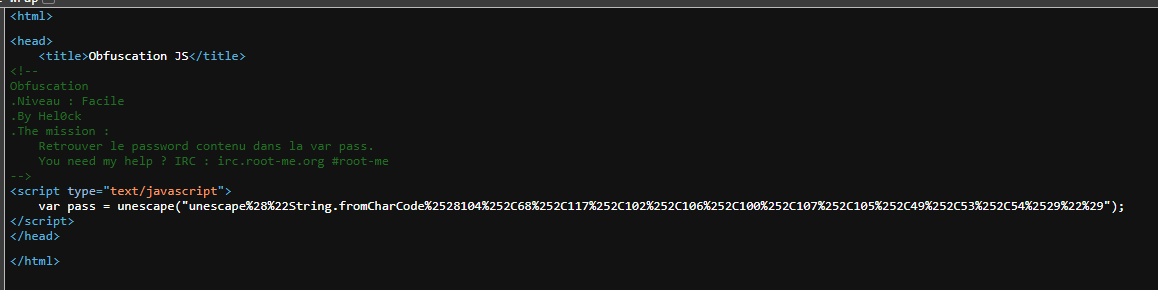 <html>
<head>
<title>Obfuscation JS</title>
<!--
Obfuscation
.Niveau : Facile
.By Hel0ck
.The mission :
Retrouver le password contenu dans la var pass.
You need my help ? IRC : irc.root-me.org #root-me
-->
<script type="text/javascript">
var pass = unescape("unescape%28%22String.fromCharCode%2528104%252C68%252C117%252C102%252C106%252C100%252C107%252C105%252C49%252C53%252C54%2529%22%29");
</script>
</head>
</html>